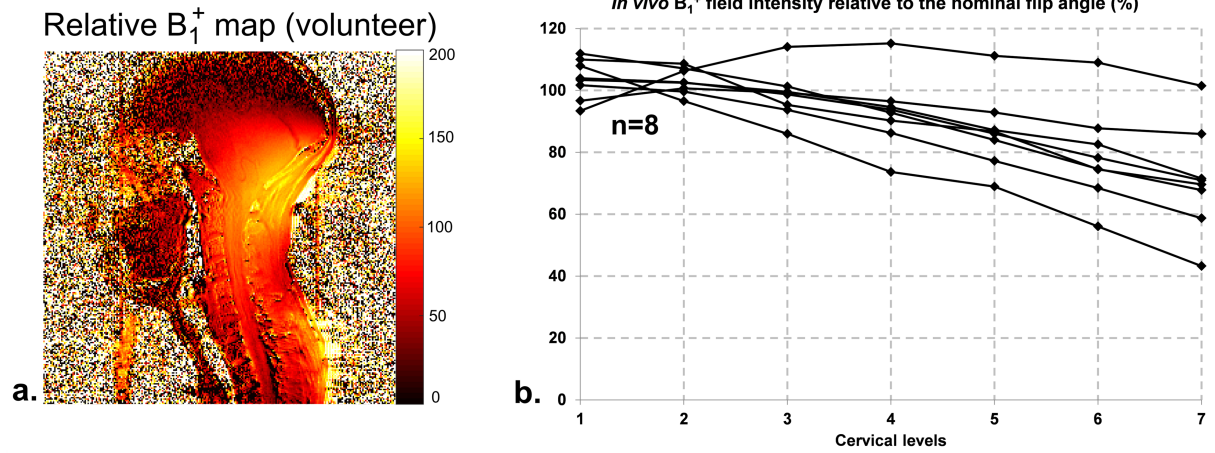 Relative B₁⁺ map (volunteer)
200
150
100
50
0
a.
In vivo B₁⁺ field intensity relative to the nominal flip angle (%)
120
100
80
60
40
20
0
n=8
1 2 3 4 5 6 7
Cervical levels
b.